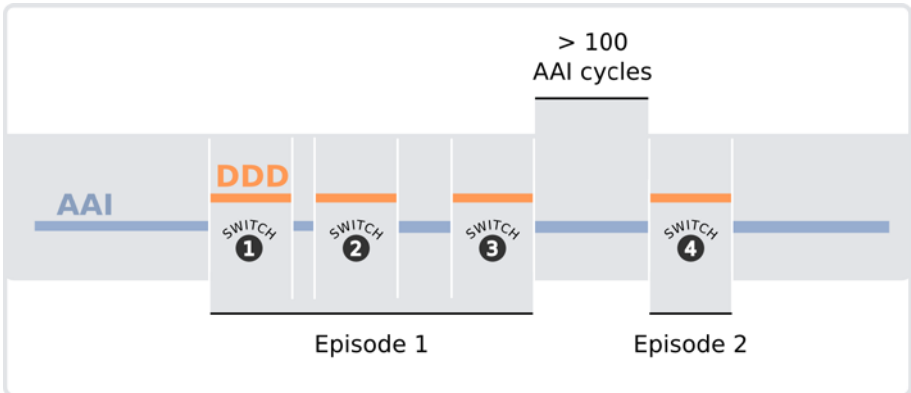 > 100
AAI cycles
DDD
AAI
SWITCH
1
SWITCH
2
SWITCH
3
SWITCH
4
Episode 1
Episode 2